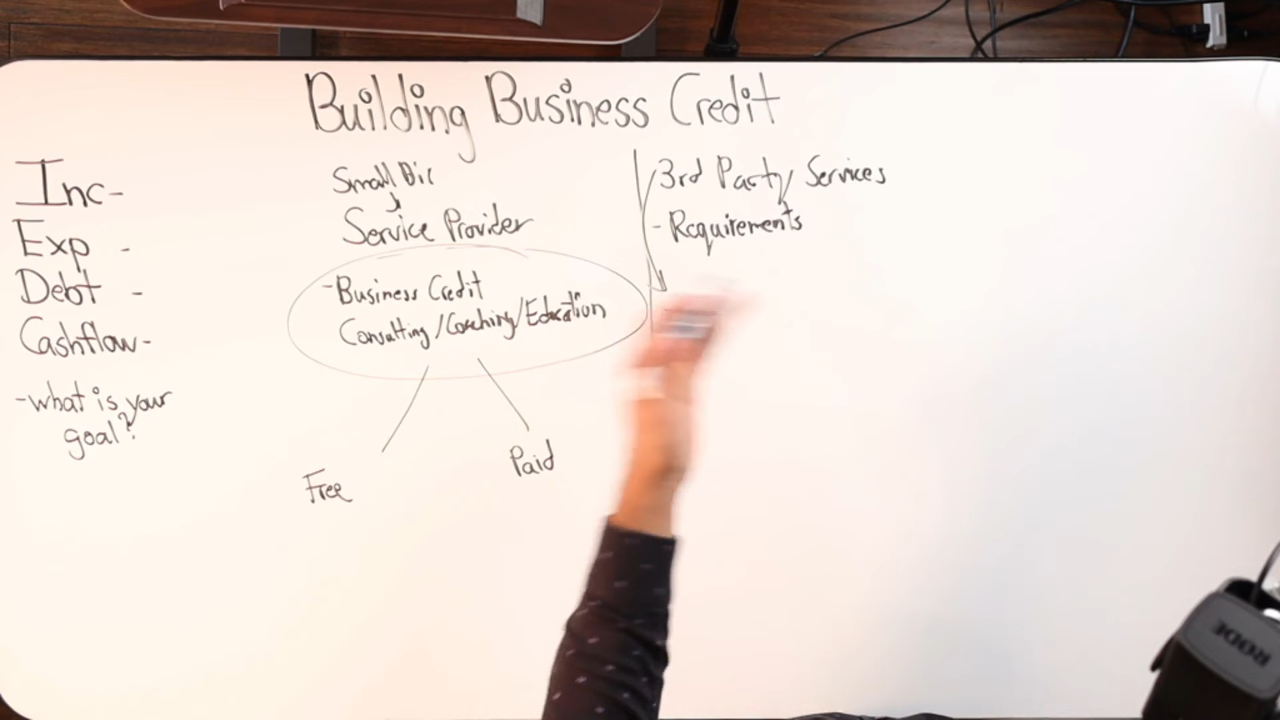 Building Business Credit
Inc-
Exp -
Debt -
Cashflow-
-what is your
goal?
Small Biz
Service Provider
-Business Credit
Consulting/Coaching/Education
Free
Paid
3rd Party Services
- Requirements
RODE